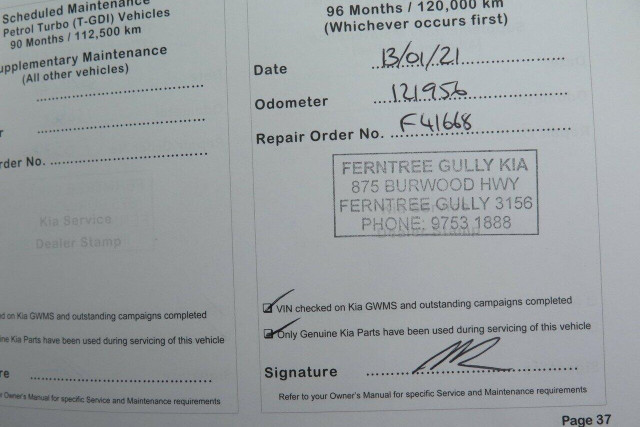 Scheduled Maintenance
Petrol Turbo (T-GDI) Vehicles
90 Months / 112,500 km
Supplementary Maintenance
(All other vehicles)
rder No.
Kia Service
Dealer Stamp
ed on Kia GWMS and outstanding campaigns completed
ine Kia Parts have been used during servicing of this vehicle
re
r Owner's Manual for specific Service and Maintenance requirements
96 Months / 120,000 km
(Whichever occurs first)
Date 13/01/21
Odometer 121956
Repair Order No. F41668
FERNTREE GULLY KIA
875 BURWOOD HWY
FERNTREE GULLY 3156
PHONE: 9753 1888
VIN checked on Kia GWMS and outstanding campaigns completed
Only Genuine Kia Parts have been used during servicing of this vehicle
Signature
Refer to your Owner's Manual for specific Service and Maintenance requirements
Page 37